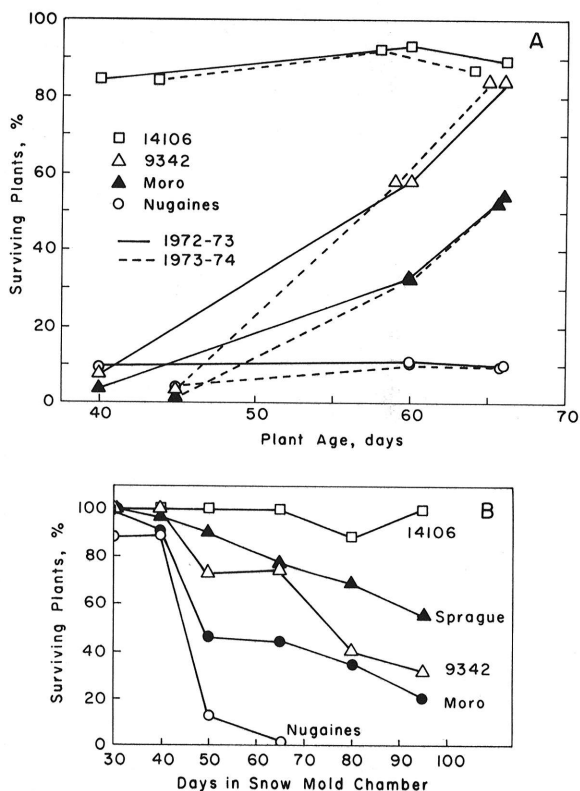 A
Surviving Plants, %
100
80
60
40
20
0
14106
9342
Moro
Nugaines
1972-73
1973-74
40 50 60 70
Plant Age, days
B
Surviving Plants, %
100
80
60
40
20
0
14106
Sprague
9342
Moro
Nugaines
30 40 50 60 70 80 90 100
Days in Snow Mold Chamber